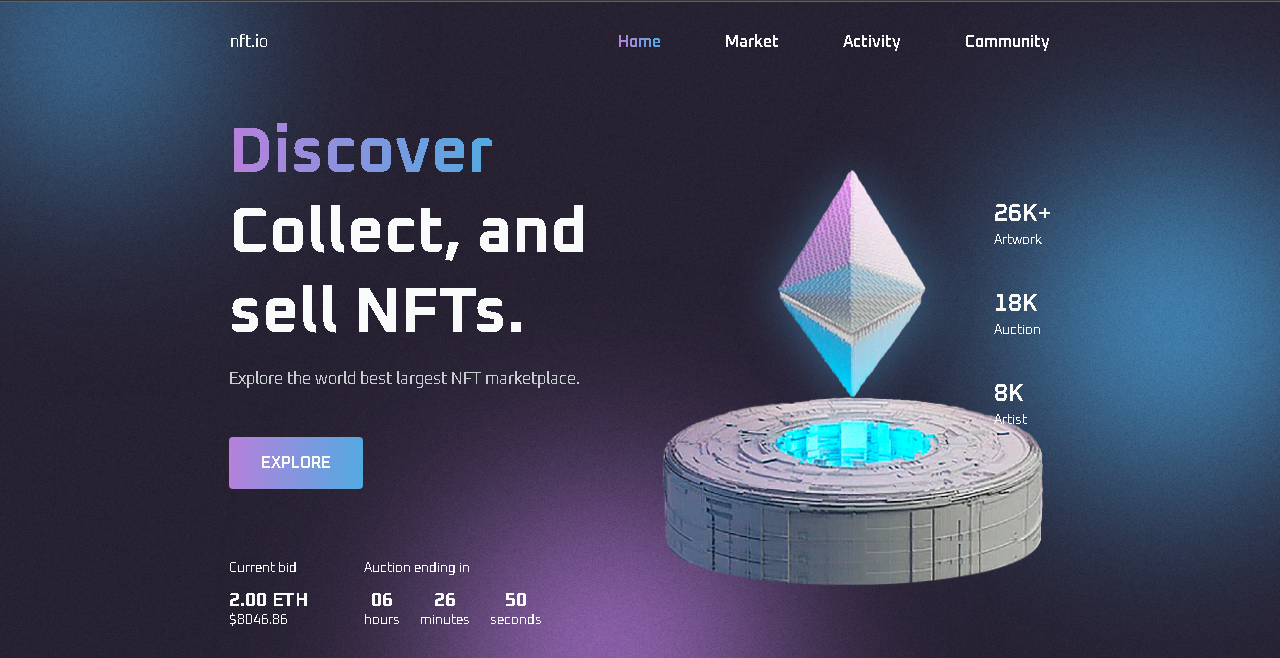 nft.io
Home Market Activity Community
Discover
Collect, and
sell NFTs.
Explore the world best largest NFT marketplace.
EXPLORE
26K+
Artwork
18K
Auction
8K
Artist
Current bid
2.00 ETH
$8046.86
Auction ending in
06 26 50
hours minutes seconds